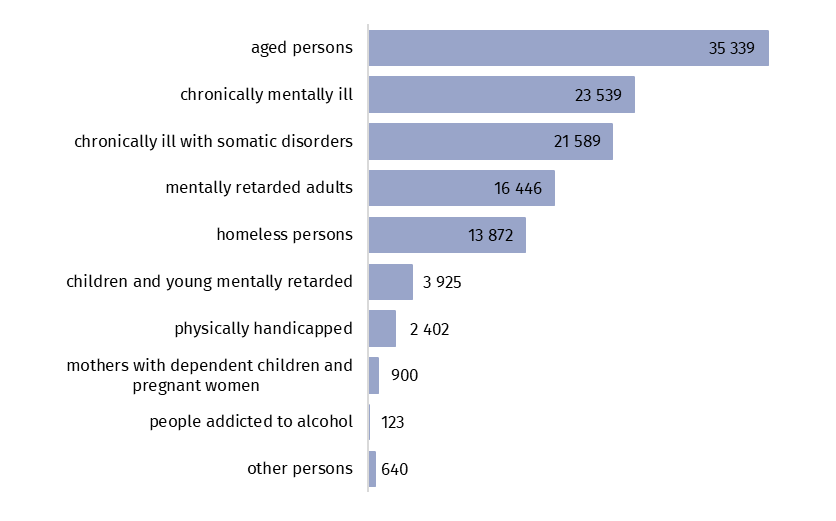 aged persons 35 339
chronically mentally ill 23 539
chronically ill with somatic disorders 21 589
mentally retarded adults 16 446
homeless persons 13 872
children and young mentally retarded 3 925
physically handicapped 2 402
mothers with dependent children and
pregnant women 900
people addicted to alcohol 123
other persons 640